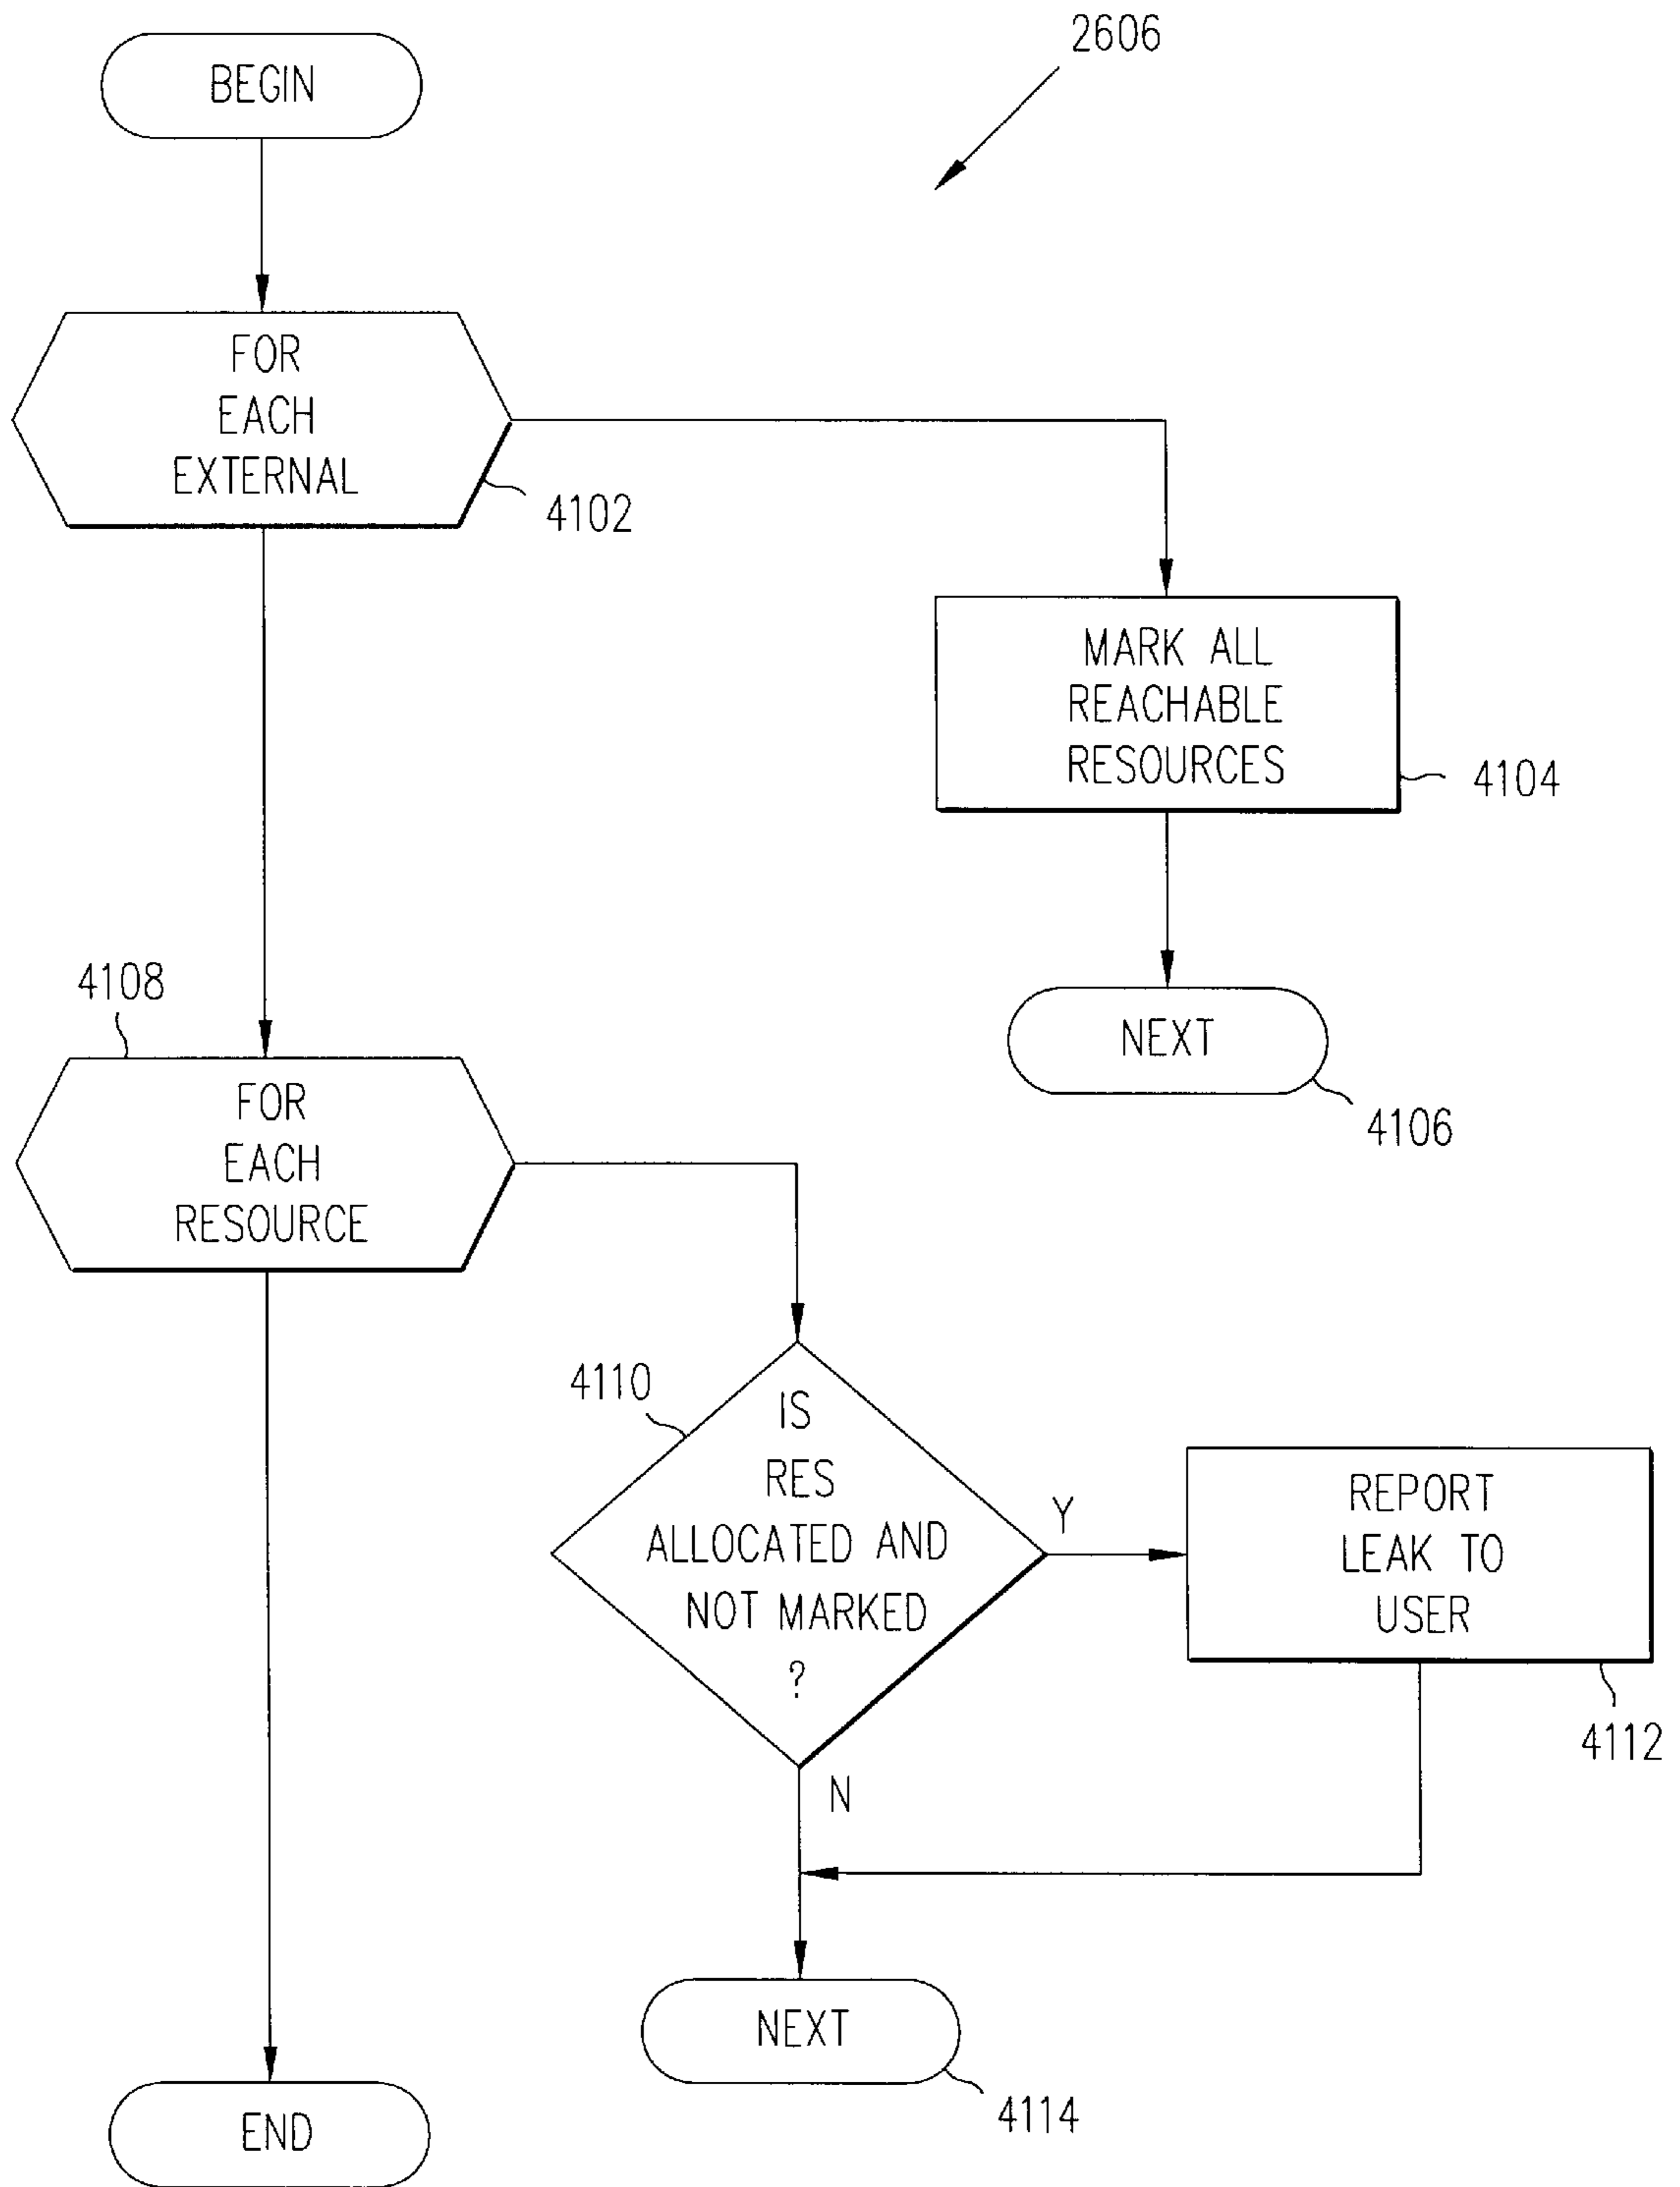 2606
BEGIN
FOR
EACH
EXTERNAL
4102
MARK ALL
REACHABLE
RESOURCES
4104
NEXT
4106
4108
FOR
EACH
RESOURCE
4110
IS
RES
ALLOCATED AND
NOT MARKED
?
Y
N
REPORT
LEAK TO
USER
4112
NEXT
4114
END